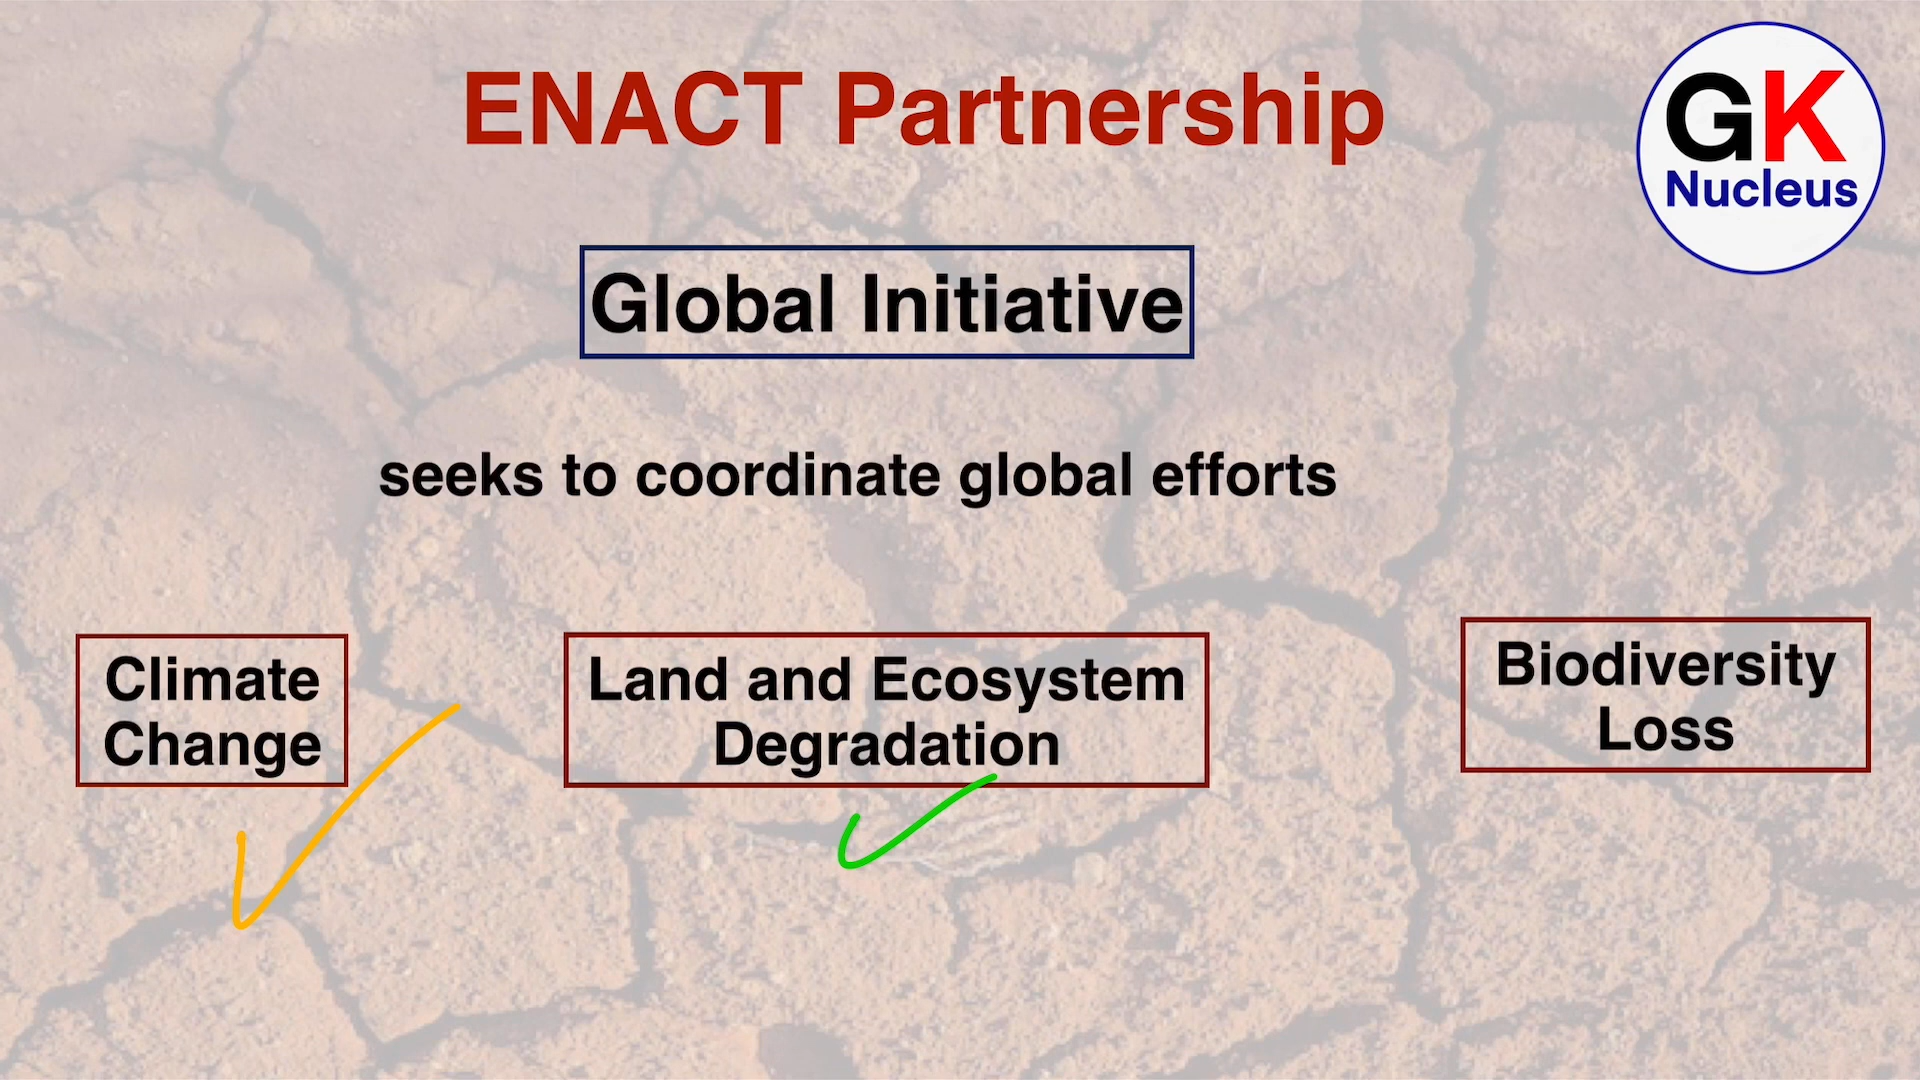 ENACT Partnership
GK
Nucleus
Global Initiative
seeks to coordinate global efforts
Climate
Change
Land and Ecosystem
Degradation
Biodiversity
Loss